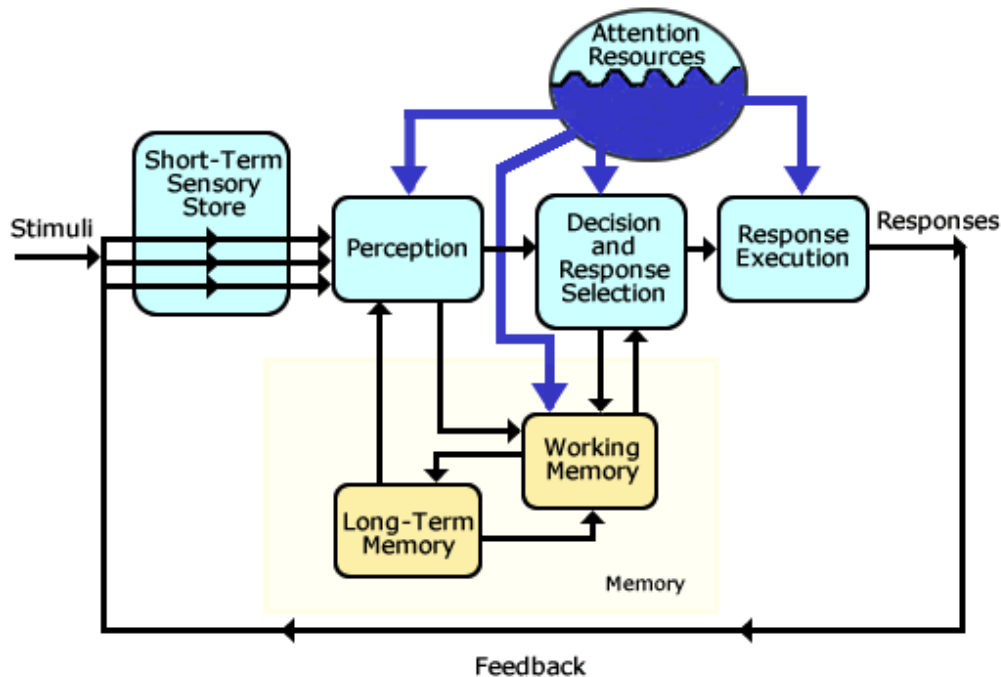 Attention
Resources
Short-Term
Sensory
Store
Stimuli
Perception
Decision
and
Response
Selection
Response
Execution
Responses
Working
Memory
Long-Term
Memory
Memory
Feedback